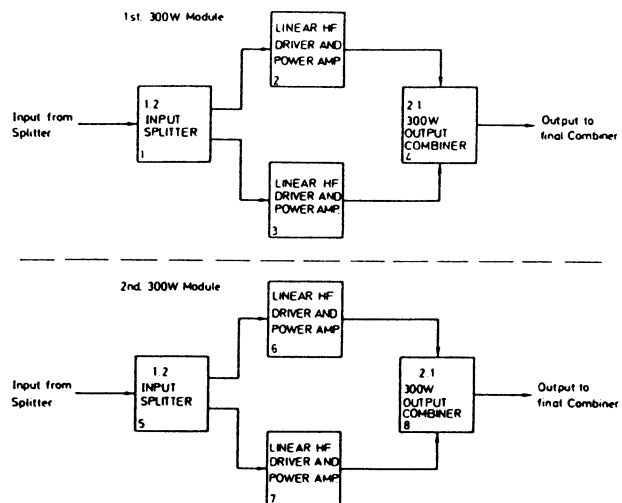 1st. 300W Module
LINEAR HF
DRIVER AND
POWER AMP
2
Input from
Splitter
1.2
INPUT
SPLITTER
1
2.1
300W
OUTPUT
COMBINER
4
Output to
final Combiner
LINEAR HF
DRIVER AND
POWER AMP.
3
2nd. 300W Module
LINEAR HF
DRIVER AND
POWER AMP
6
Input from
Splitter
1.2
INPUT
SPLITTER
5
2.1
300W
OUTPUT
COMBINER
8
Output to
final Combiner
LINEAR HF
DRIVER AND
POWER AMP
7